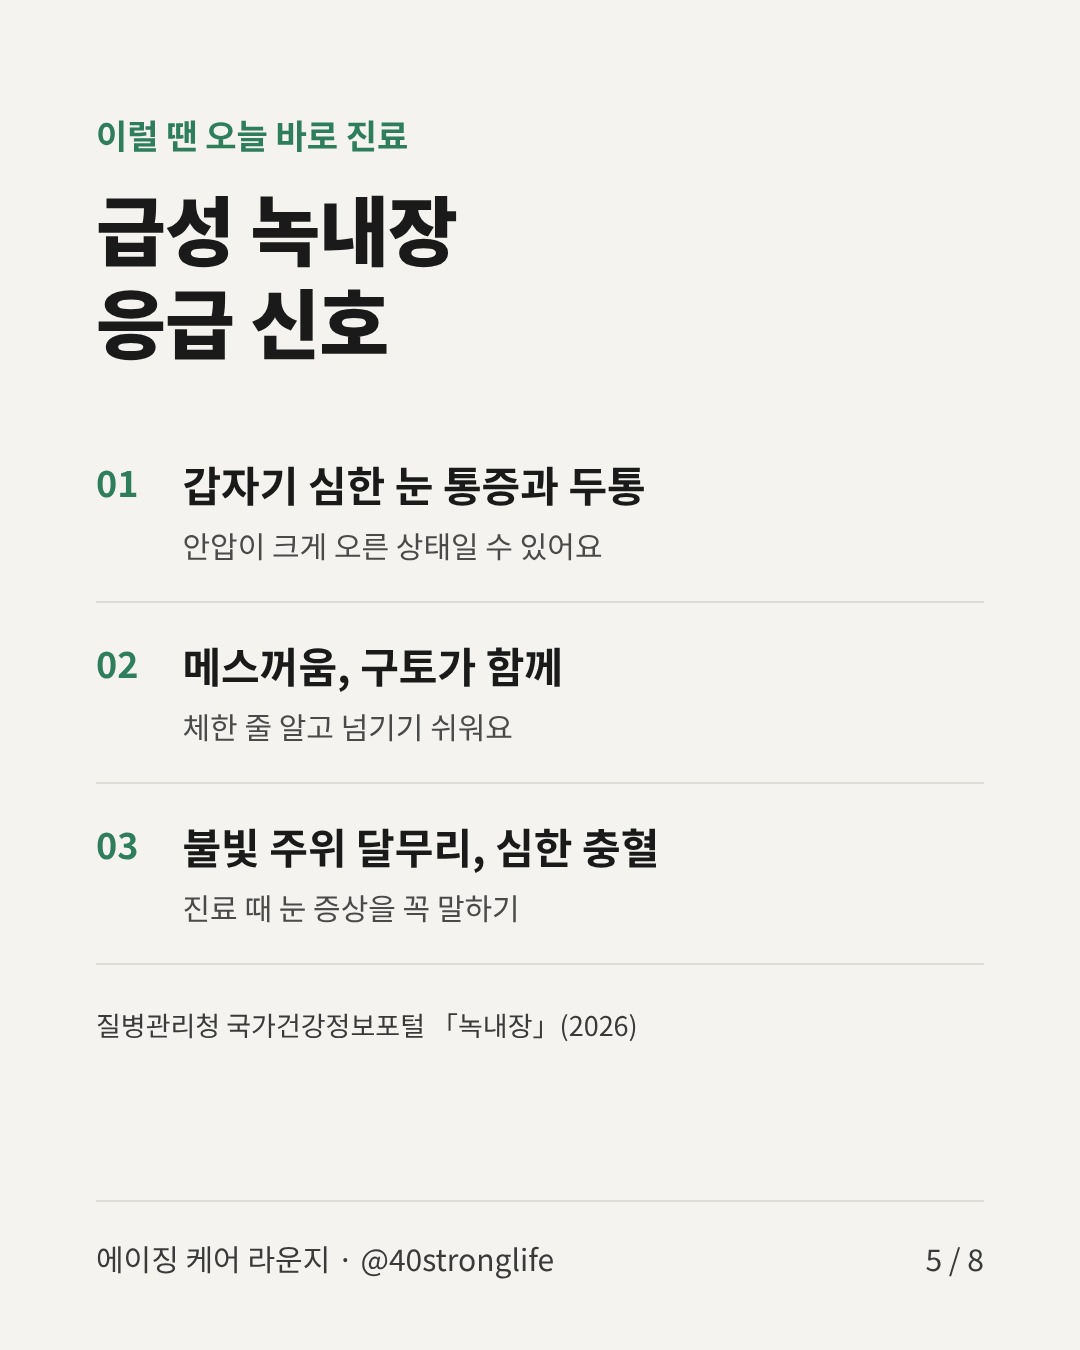 이럴 땐 오늘 바로 진료
급성 녹내장
응급 신호
01 갑자기 심한 눈 통증과 두통
안압이 크게 오른 상태일 수 있어요
02 메스꺼움, 구토가 함께
체한 줄 알고 넘기기 쉬워요
03 불빛 주위 달무리, 심한 충혈
진료 때 눈 증상을 꼭 말하기
질병관리청 국가건강정보포털 「녹내장」(2026)
에이징 케어 라운지 · @40stronglife 5 / 8